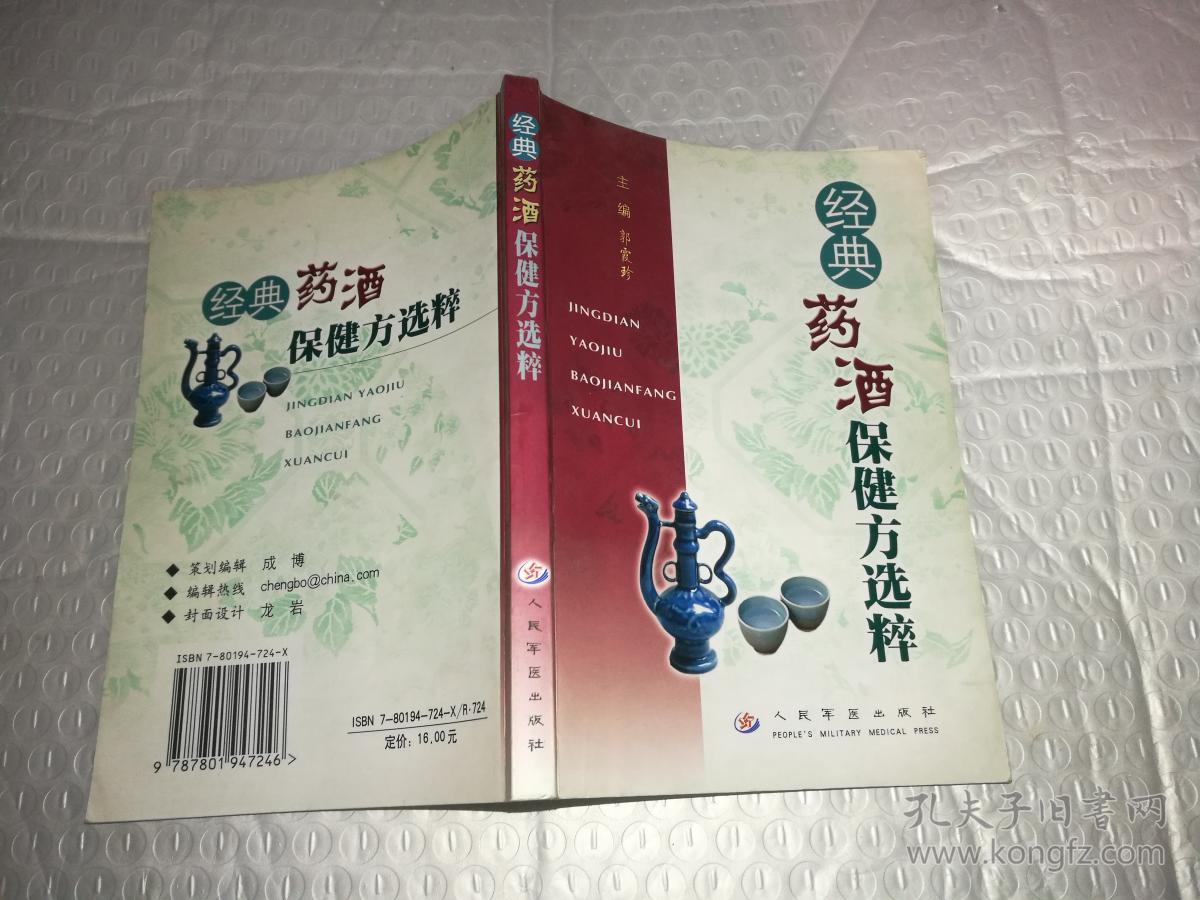 经典
药酒
保健方选粹
JINGDIAN YAOJIU
BAOJIANFANG
XUANCUI
◆ 策划编辑 成 博
◆ 编辑热线 chengbo@china.com
◆ 封面设计 龙 岩
ISBN 7-80194-724-X
9 787801 947246 >
ISBN 7-80194-724-X/R·724
定价：16.00元
经典药酒保健方选粹
人民军医出版社
主编 郭霞珍
JINGDIAN
YAOJIU
BAOJIANFANG
XUANCUI
经典
药酒
保健方选粹
人民军医出版社
PEOPLE'S MILITARY MEDICAL PRESS
孔夫子旧书网
www.kongfz.com